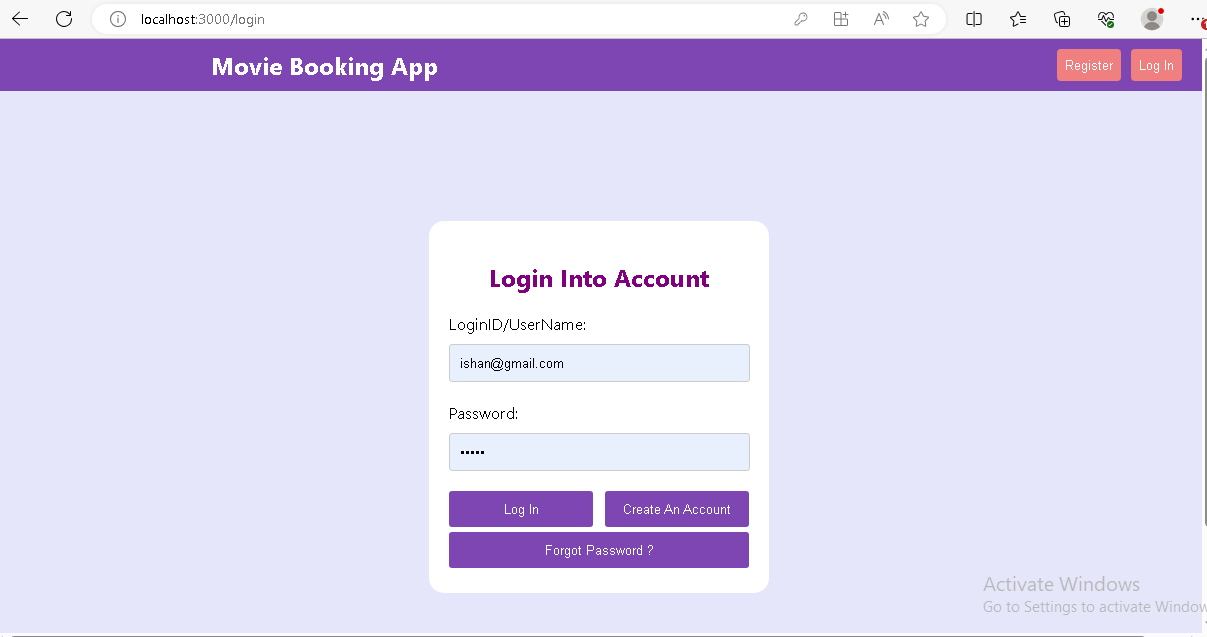 localhost:3000/login
Movie Booking App
Register
Log In
Login Into Account
LoginID/UserName:
ishan@gmail.com
Password:
•••••
Log In
Create An Account
Forgot Password ?
Activate Windows
Go to Settings to activate Window